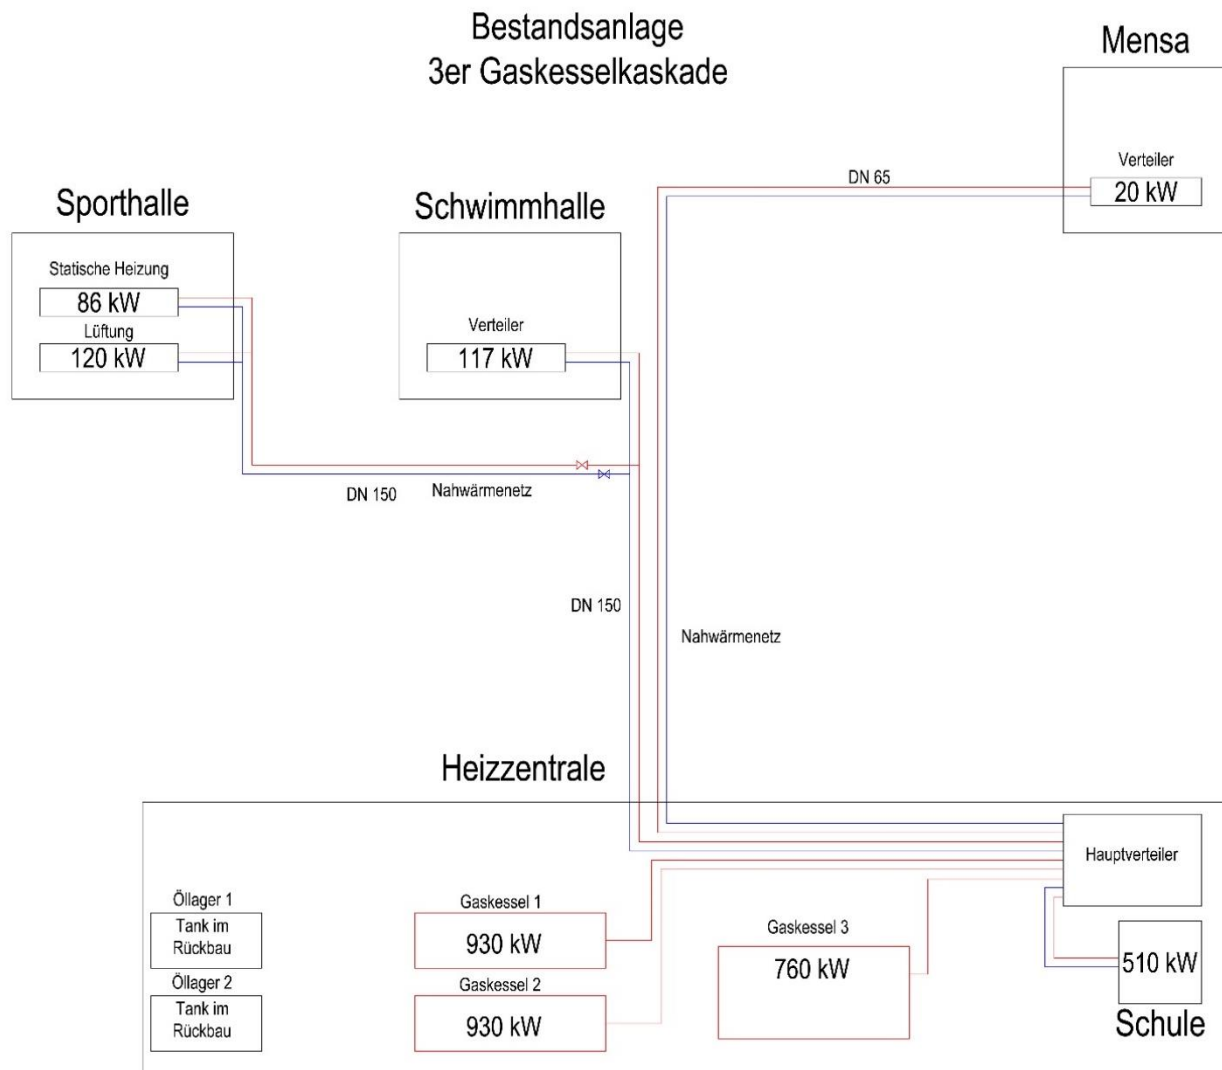 Bestandsanlage
3er Gaskesselkaskade
Mensa
Verteiler
20 kW
DN 65
Sporthalle
Statische Heizung
86 kW
Lüftung
120 kW
Schwimmhalle
Verteiler
117 kW
DN 150
Nahwärmenetz
DN 150
Nahwärmenetz
Heizzentrale
Hauptverteiler
Öllager 1
Tank im
Rückbau
Öllager 2
Tank im
Rückbau
Gaskessel 1
930 kW
Gaskessel 2
930 kW
Gaskessel 3
760 kW
510 kW
Schule